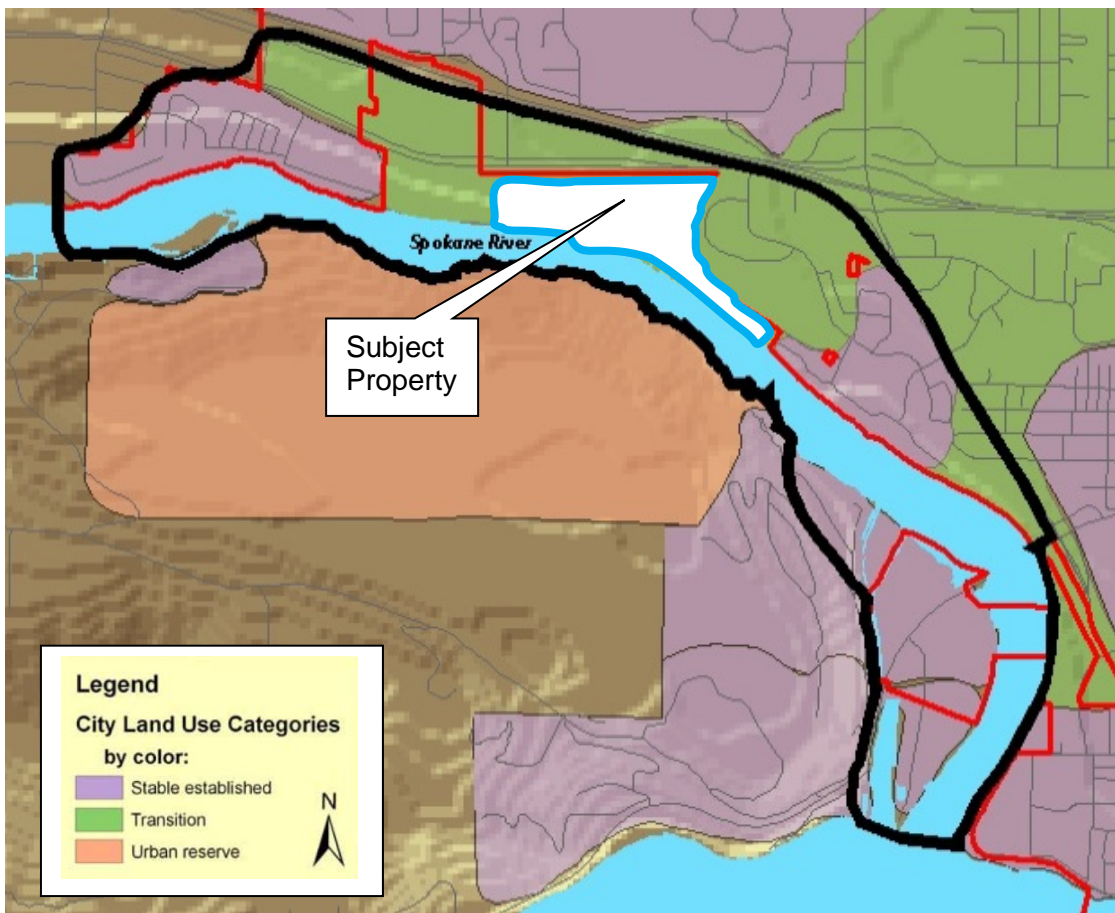 Spokane River
Subject
Property
Legend
City Land Use Categories
by color:
Stable established
Transition
Urban reserve
N